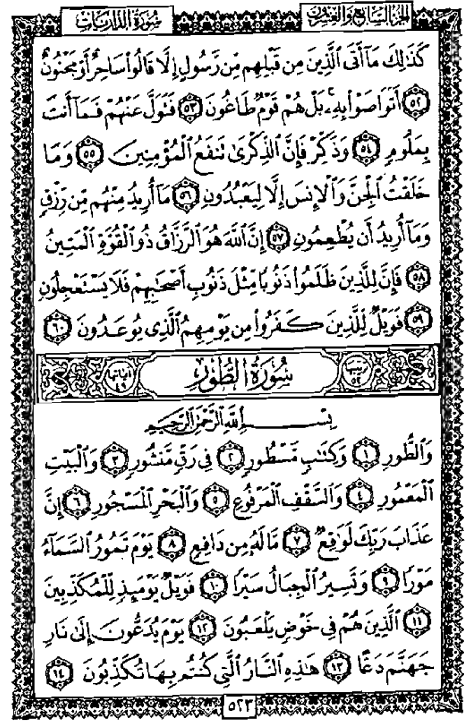 الجزء السابع والعشرون سورة الذاريات
كَذَٰلِكَ مَآ أَتَى ٱلَّذِينَ مِن قَبۡلِهِم مِّن رَّسُولٍ إِلَّا قَالُواْ سَاحِرٌ أَوۡ مَجۡنُونٌ
٥٢ أَتَوَاصَوۡاْ بِهِۦۚ بَلۡ هُمۡ قَوۡمٞ طَاغُونَ ٥٣ فَتَوَلَّ عَنۡهُمۡ فَمَآ أَنتَ
بِمَلُومٖ ٥٤ وَذَكِّرۡ فَإِنَّ ٱلذِّكۡرَىٰ تَنفَعُ ٱلۡمُؤۡمِنِينَ ٥٥ وَمَا
خَلَقۡتُ ٱلۡجِنَّ وَٱلۡإِنسَ إِلَّا لِيَعۡبُدُونِ ٥٦ مَآ أُرِيدُ مِنۡهُم مِّن رِّزۡقٖ
وَمَآ أُرِيدُ أَن يُطۡعِمُونِ ٥٧ إِنَّ ٱللَّهَ هُوَ ٱلرَّزَّاقُ ذُو ٱلۡقُوَّةِ ٱلۡمَتِينُ
٥٨ فَإِنَّ لِلَّذِينَ ظَلَمُواْ ذَنُوبٗا مِّثۡلَ ذَنُوبِ أَصۡحَٰبِهِمۡ فَلَا يَسۡتَعۡجِلُونِ
٥٩ فَوَيۡلٞ لِّلَّذِينَ كَفَرُواْ مِن يَوۡمِهِمُ ٱلَّذِي يُوعَدُونَ ٦٠
ترتيبها ٥٢ سُورَةُ الطُّورِ آياتها ٤٩
بِسۡمِ ٱللَّهِ ٱلرَّحۡمَٰنِ ٱلرَّحِيمِ
وَٱلطُّورِ ١ وَكِتَٰبٖ مَّسۡطُورٖ ٢ فِي رَقّٖ مَّنشُورٖ ٣ وَٱلۡبَيۡتِ
ٱلۡمَعۡمُورِ ٤ وَٱلسَّقۡفِ ٱلۡمَرۡفُوعِ ٥ وَٱلۡبَحۡرِ ٱلۡمَسۡجُورِ ٦ إِنَّ
عَذَابَ رَبِّكَ لَوَٰقِعٞ ٧ مَّا لَهُۥ مِن دَافِعٖ ٨ يَوۡمَ تَمُورُ ٱلسَّمَآءُ
مَوۡرٗا ٩ وَتَسِيرُ ٱلۡجِبَالُ سَيۡرٗا ١٠ فَوَيۡلٞ يَوۡمَئِذٖ لِّلۡمُكَذِّبِينَ
١١ ٱلَّذِينَ هُمۡ فِي خَوۡضٖ يَلۡعَبُونَ ١٢ يَوۡمَ يُدَعُّونَ إِلَىٰ نَارِ
جَهَنَّمَ دَعًّا ١٣ هَٰذِهِ ٱلنَّارُ ٱلَّتِي كُنتُم بِهَا تُكَذِّبُونَ ١٤
٥٢٣